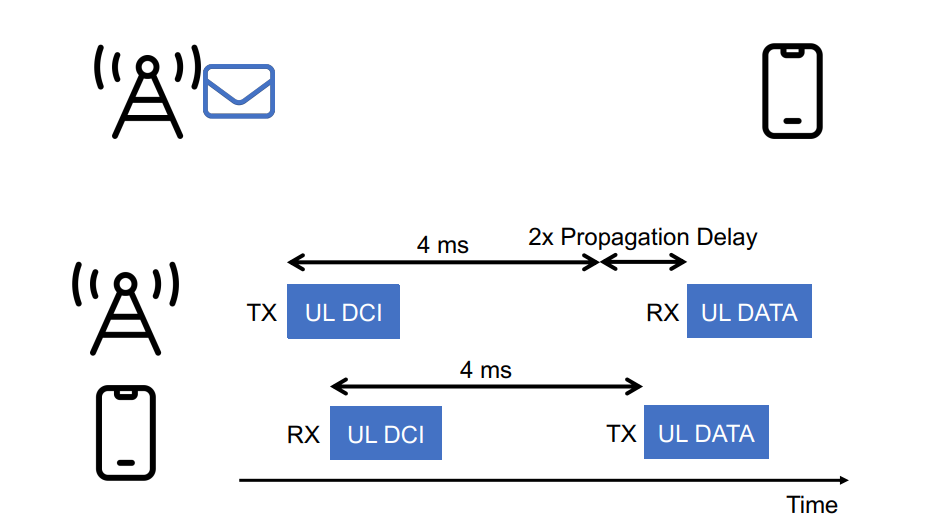 4 ms
2x Propagation Delay
TX
UL DCI
RX
UL DATA
4 ms
RX
UL DCI
TX
UL DATA
Time